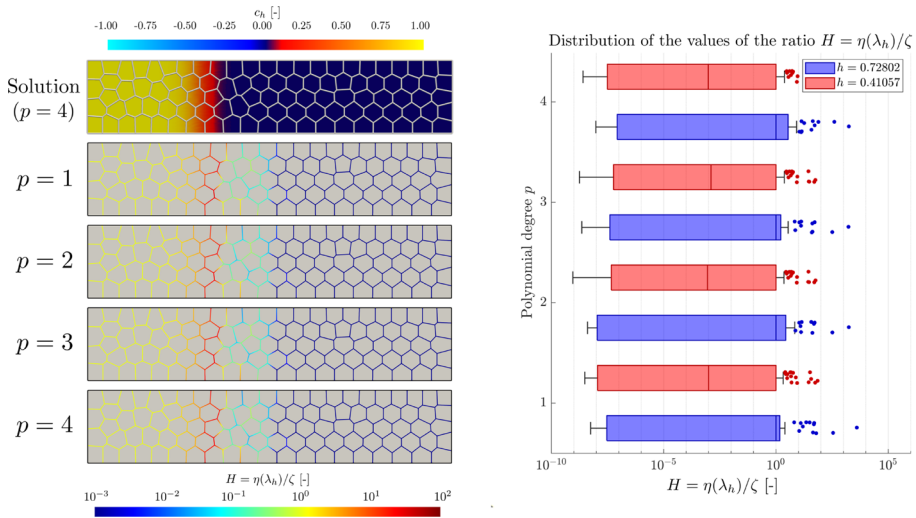 c_h [-]
-1.00 -0.75 -0.50 -0.25 0.00 0.25 0.50 0.75 1.00
Solution
(p = 4)
p = 1
p = 2
p = 3
p = 4
H = η(λ_h)/ζ [-]
10^{-3} 10^{-2} 10^{-1} 10^0 10^1 10^2
Distribution of the values of the ratio H = η(λ_h)/ζ
h = 0.72802
h = 0.41057
Polynomial degree p
4
3
2
1
10^{-10} 10^{-5} 10^0 10^5
H = η(λ_h)/ζ [-]